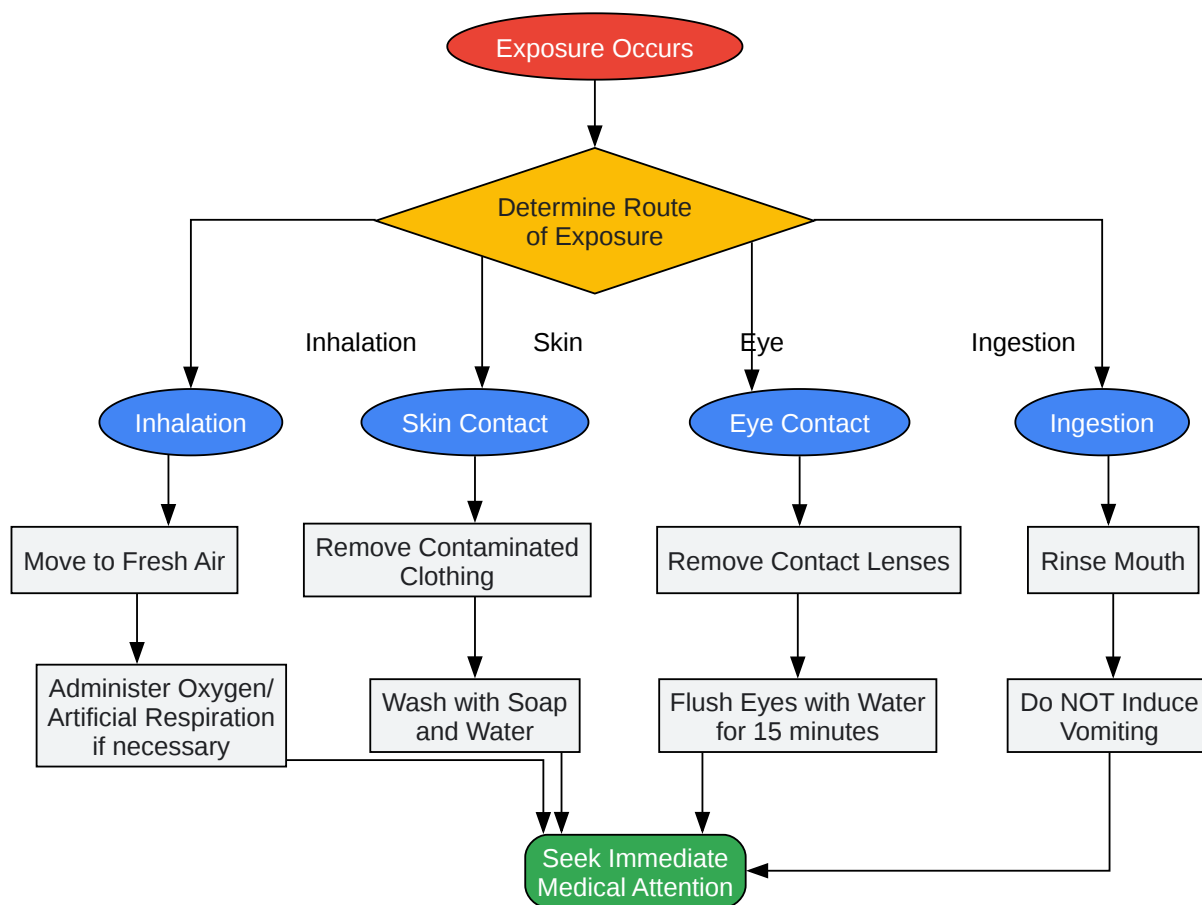 Exposure Occurs
Determine Route
of Exposure
Inhalation
Skin
Eye
Ingestion
Inhalation
Skin Contact
Eye Contact
Ingestion
Move to Fresh Air
Remove Contaminated
Clothing
Remove Contact Lenses
Rinse Mouth
Administer Oxygen/
Artificial Respiration
if necessary
Wash with Soap
and Water
Flush Eyes with Water
for 15 minutes
Do NOT Induce
Vomiting
Seek Immediate
Medical Attention